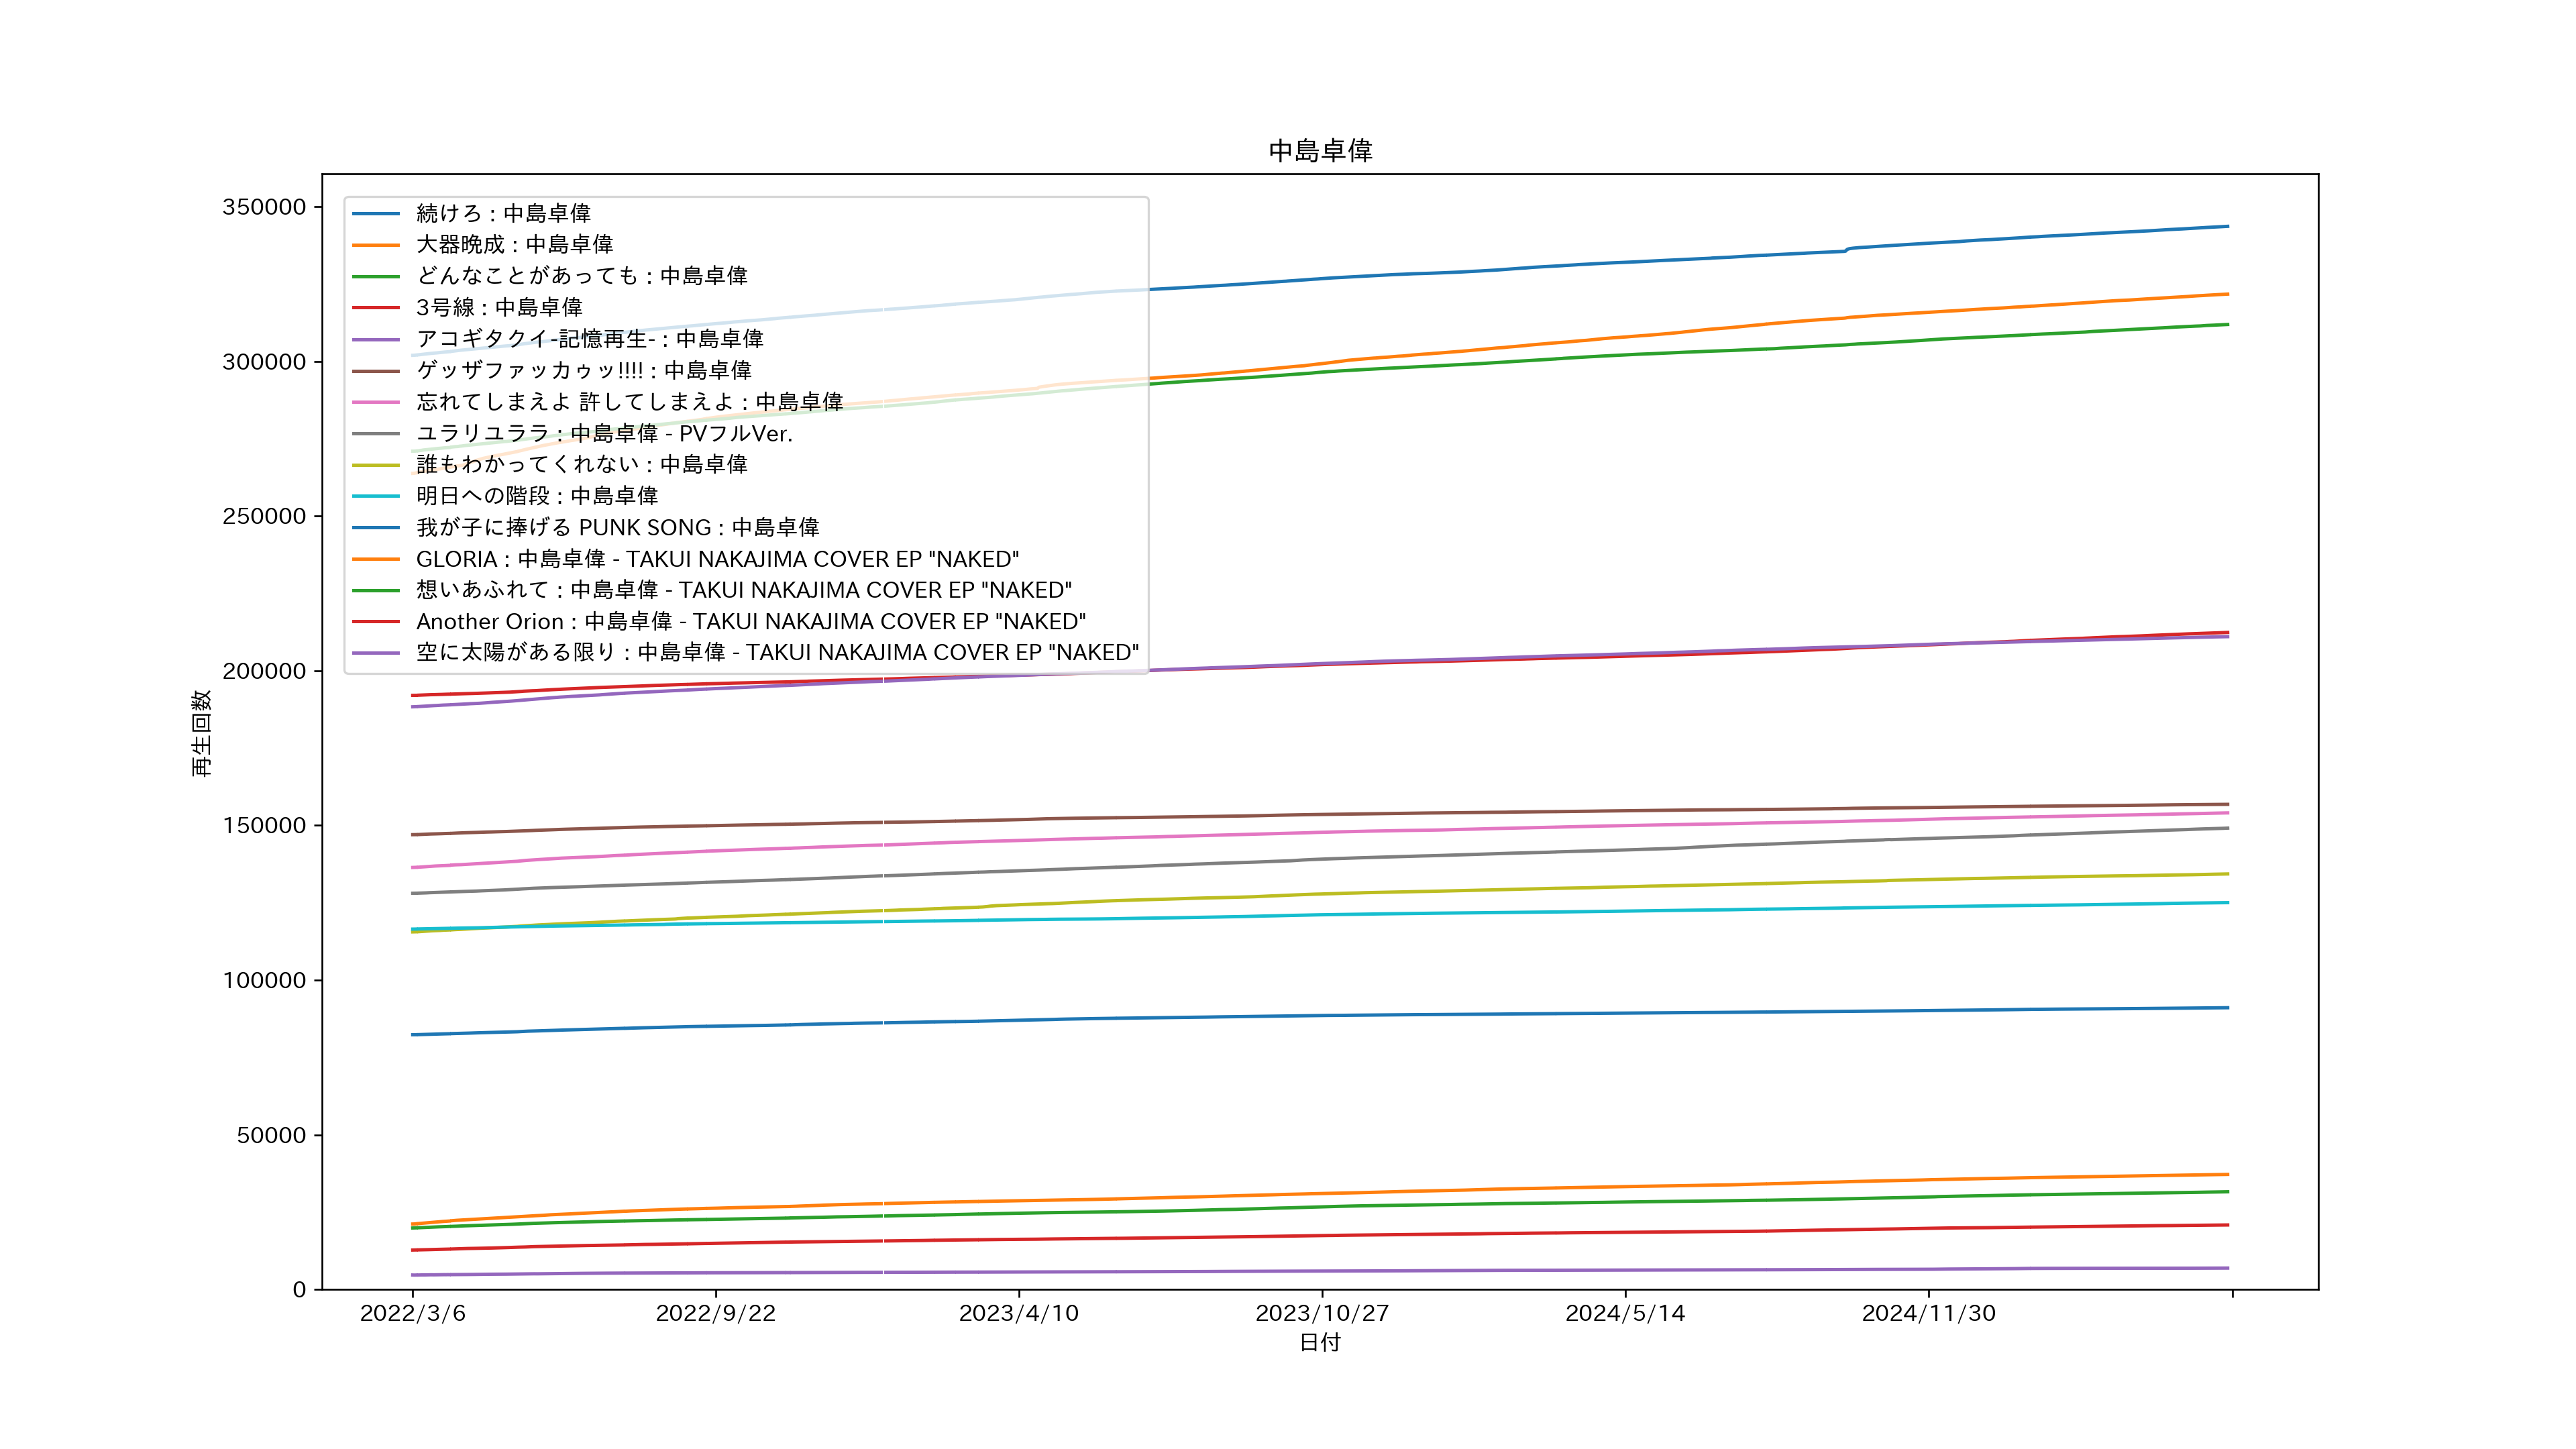 中島卓偉
350000
300000
250000
200000
150000
100000
50000
0
再生回数
続けろ : 中島卓偉
大器晩成 : 中島卓偉
どんなことがあっても : 中島卓偉
3号線 : 中島卓偉
アコギタクイ-記憶再生- : 中島卓偉
ゲッザファッカゥッ!!!! : 中島卓偉
忘れてしまえよ 許してしまえよ : 中島卓偉
ユラリユララ : 中島卓偉 - PVフルVer.
誰もわかってくれない : 中島卓偉
明日への階段 : 中島卓偉
我が子に捧げる PUNK SONG : 中島卓偉
GLORIA : 中島卓偉 - TAKUI NAKAJIMA COVER EP "NAKED"
想いあふれて : 中島卓偉 - TAKUI NAKAJIMA COVER EP "NAKED"
Another Orion : 中島卓偉 - TAKUI NAKAJIMA COVER EP "NAKED"
空に太陽がある限り : 中島卓偉 - TAKUI NAKAJIMA COVER EP "NAKED"
2022/3/6 2022/9/22 2023/4/10 2023/10/27 2024/5/14 2024/11/30
日付